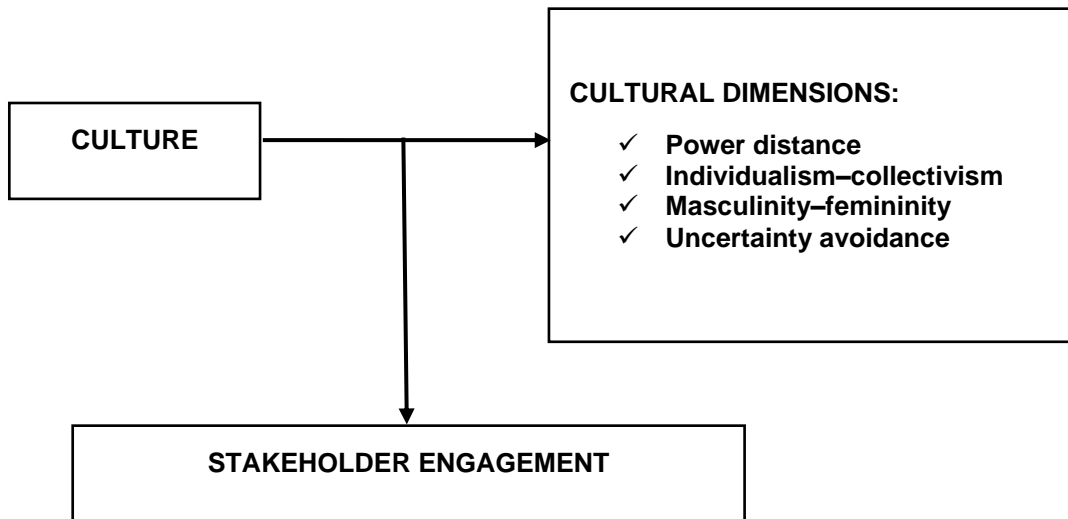 CULTURE
CULTURAL DIMENSIONS:
✓ Power distance
✓ Individualism–collectivism
✓ Masculinity–femininity
✓ Uncertainty avoidance
STAKEHOLDER ENGAGEMENT